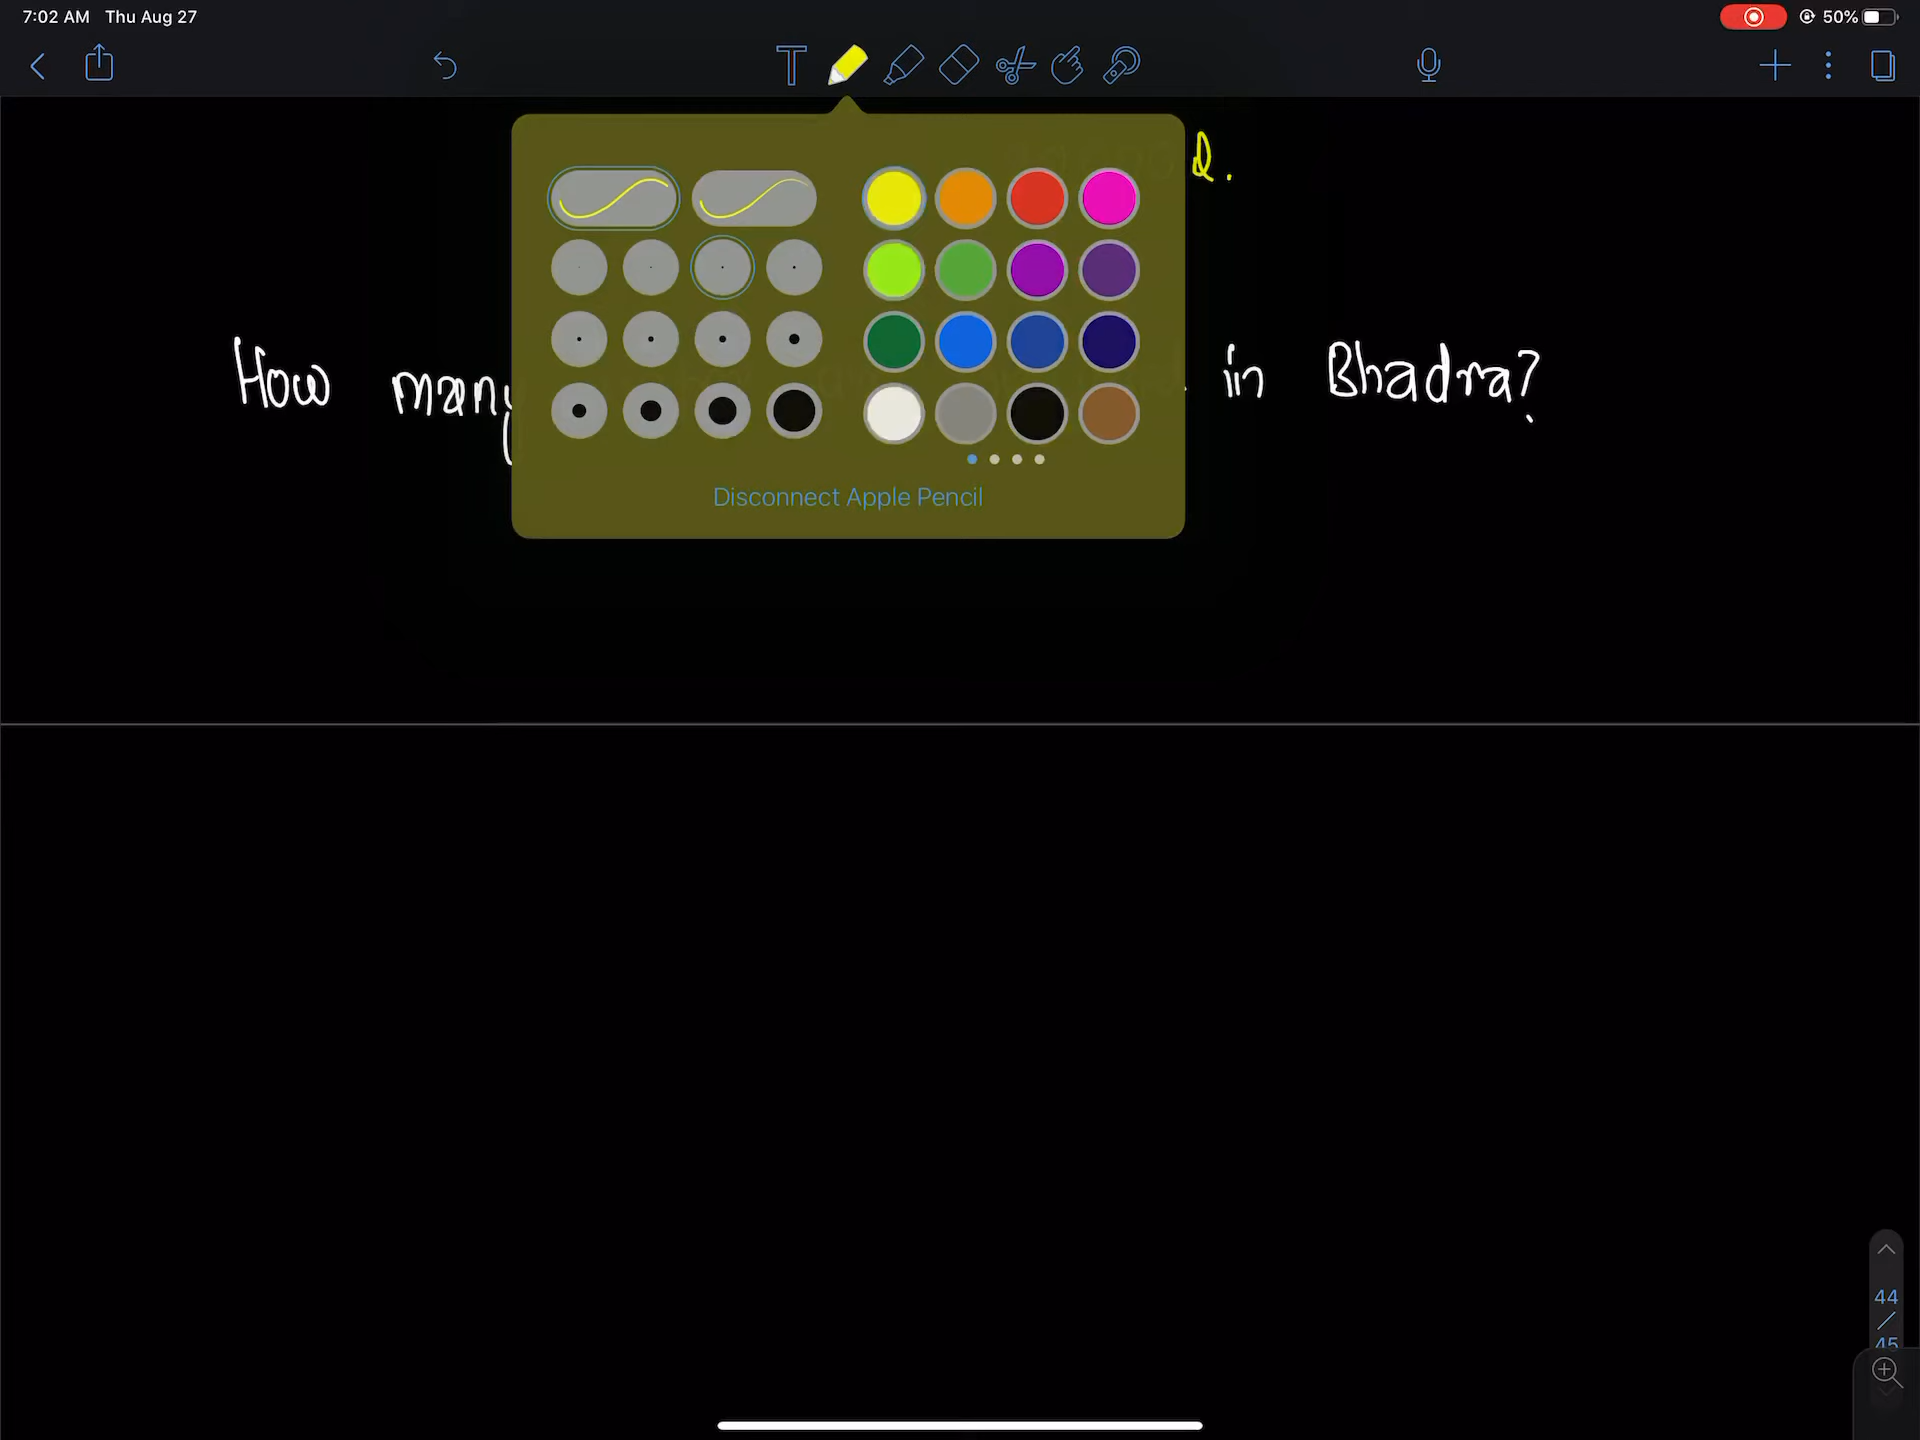 7:02 AM Thu Aug 27
50%
Q.
How many in Bhadra?
Disconnect Apple Pencil
44
/
45